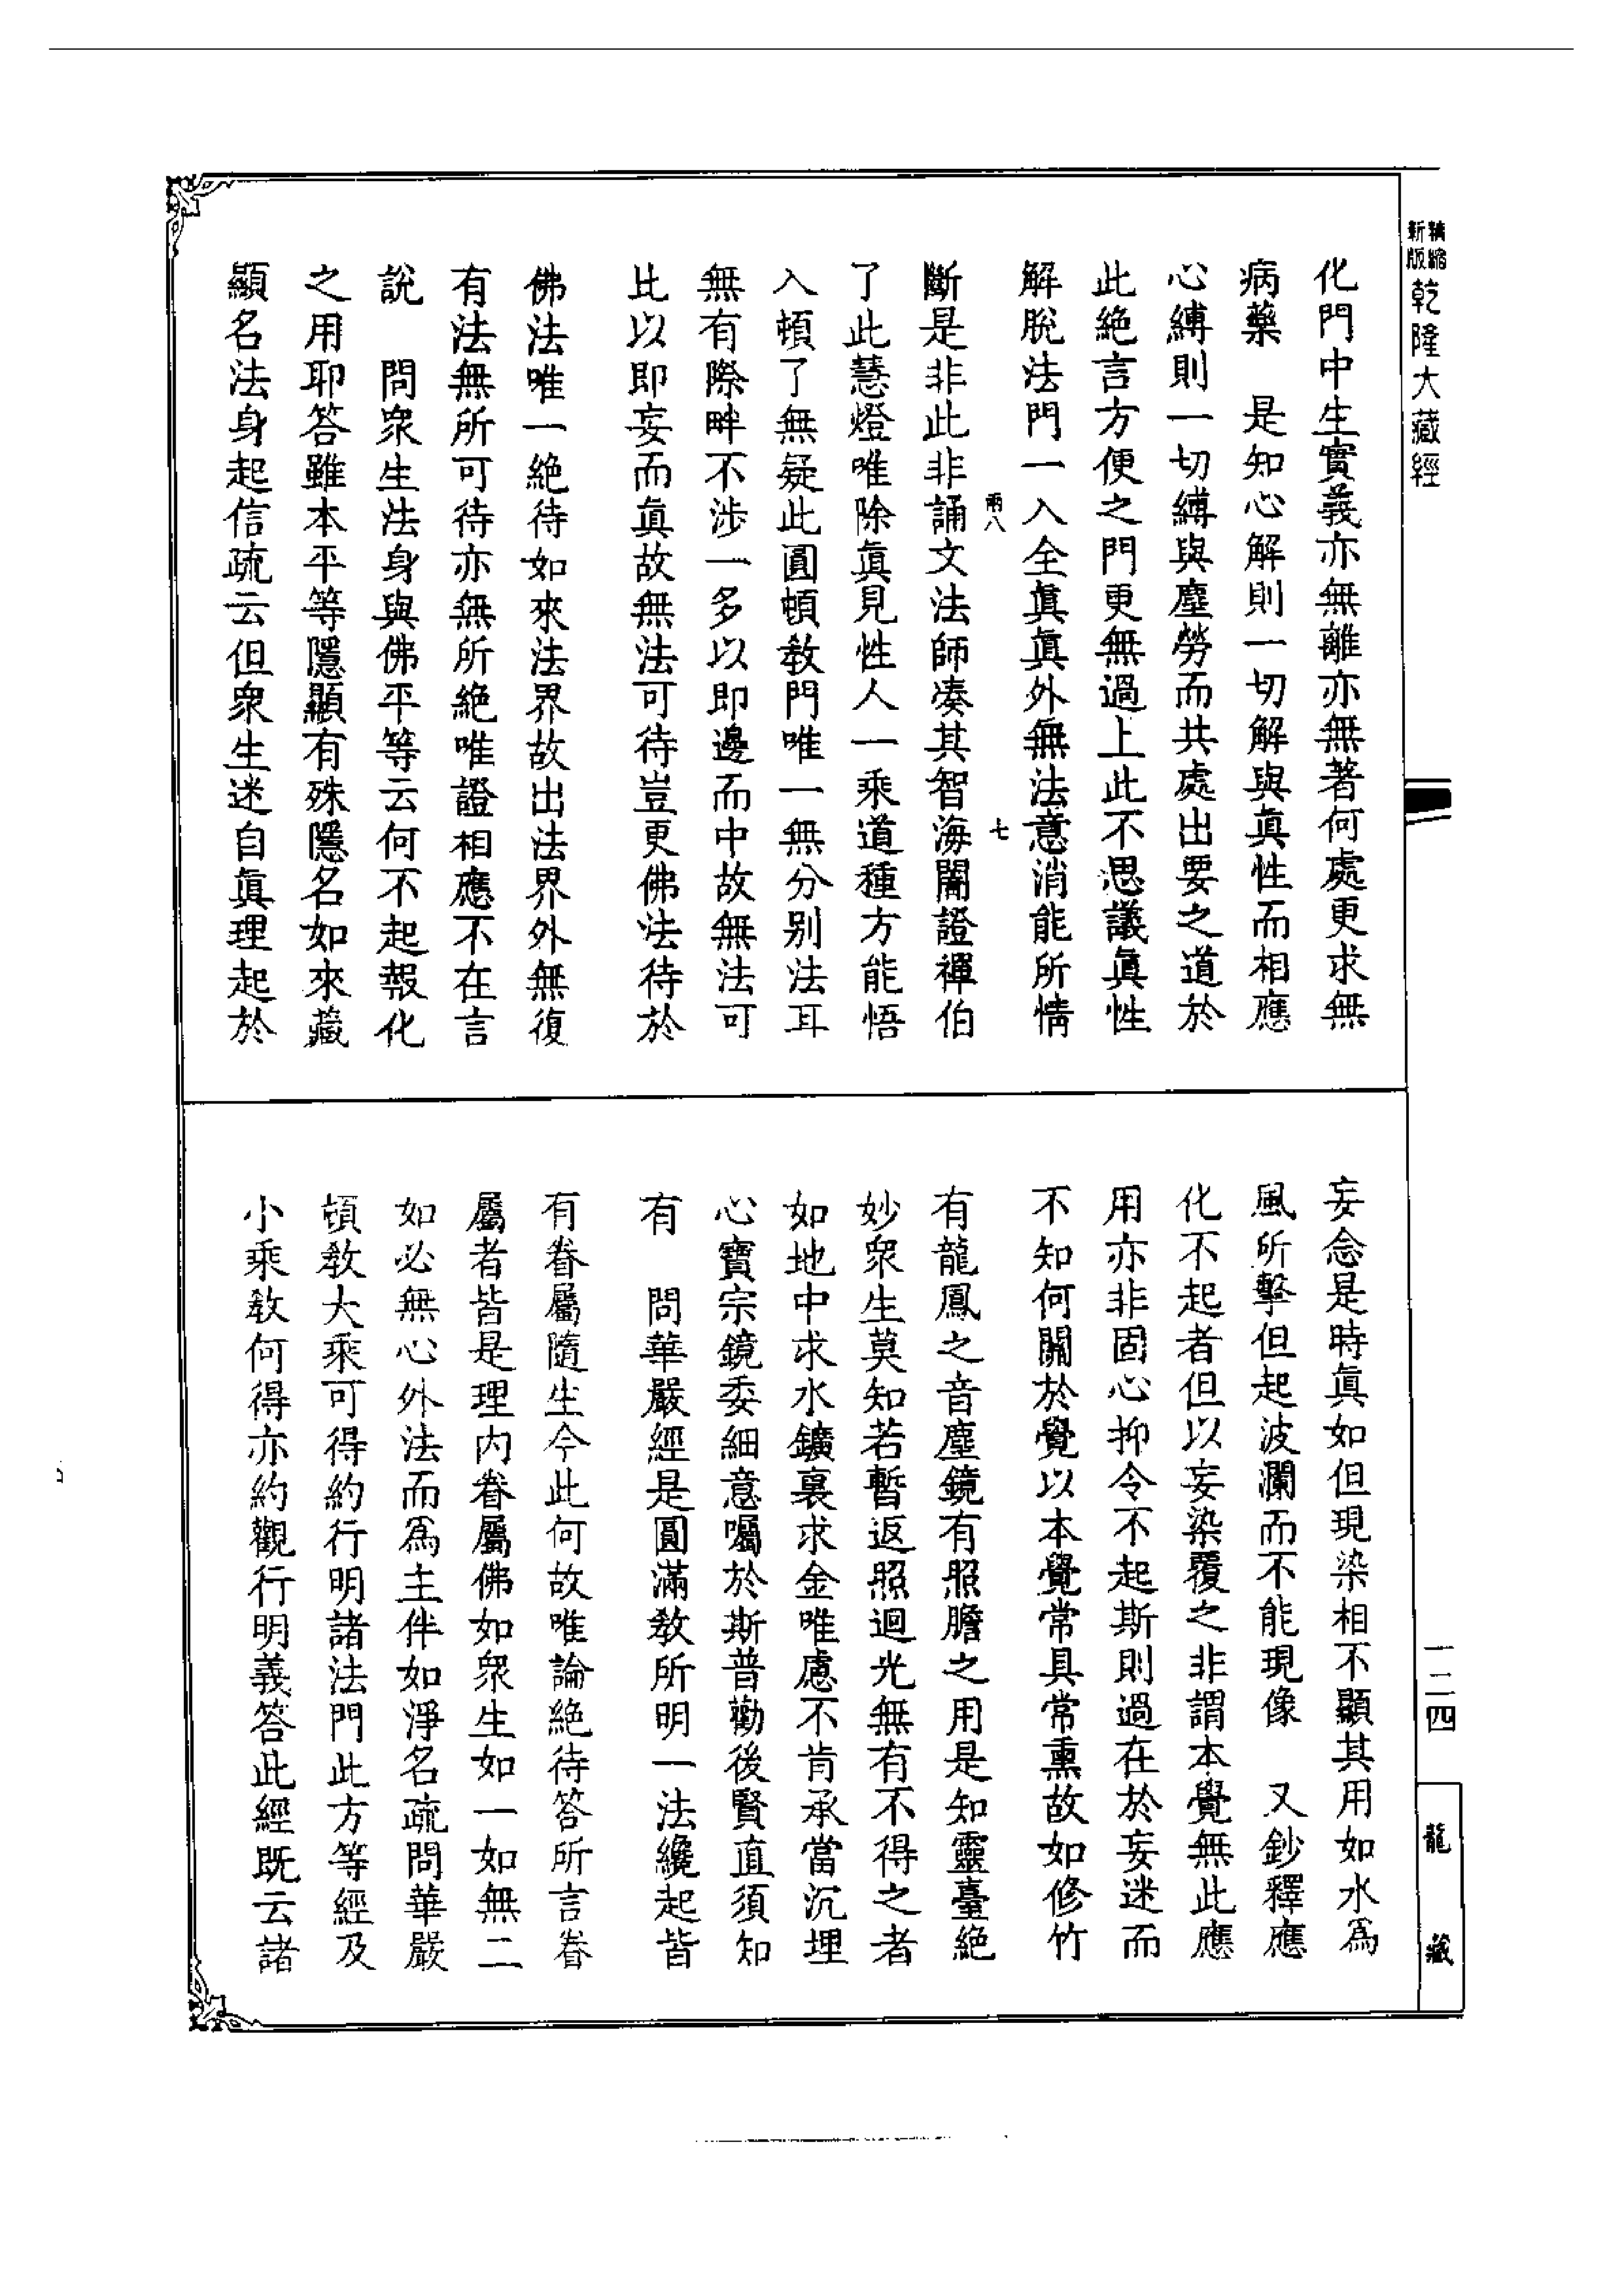 精縮
新版
乾隆大藏經
化門中生實義亦無離亦無著何處更求無
病藥　是知心解則一切解與眞性而相應
心縛則一切縛與塵勞而共處出要之道於
此絶言方便之門更無過上此不思議眞性
解脫法門一入全眞眞外無法意消能所情
兩八　七
斷是非此非誦文法師湊其智海闇證禪伯
了此慧燈唯除眞見性人一乘道種方能悟
入頓了無疑此圓頓敎門唯一無分别法耳
無有際畔不涉一多以即邊而中故無法可
比以即妄而眞故無法可待豈更佛法待於
佛法唯一絶待如來法界故出法界外無復
有法無所可待亦無所絶唯證相應不在言
說　問衆生法身與佛平等云何不起報化
之用耶答雖本平等隱顯有殊隱名如來藏
顯名法身起信疏云但衆生迷自眞理起於
妄念是時眞如但現染相不顯其用如水爲
風所擊但起波瀾而不能現像　又鈔釋應
化不起者但以妄染覆之非謂本覺無此應
用亦非固心抑令不起斯則過在於妄迷而
不知何關於覺以本覺常具常熏故如修竹
有龍鳳之音塵鏡有照膽之用是知靈臺絶
妙衆生莫知若暫返照迴光無有不得之者
如地中求水鑛裏求金唯慮不肯承當沉埋
心寶宗鏡委細意囑於斯普勸後賢直須知
有　問華嚴經是圓滿敎所明一法纔起皆
有眷屬隨生今此何故唯論絶待答所言眷
屬者皆是理内眷屬佛如衆生如一如無二
如必無心外法而爲主伴如淨名疏問華嚴
頓敎大乘可得約行明諸法門此方等經及
小乘敎何得亦約觀行明義答此經既云諸
一二四
龍藏